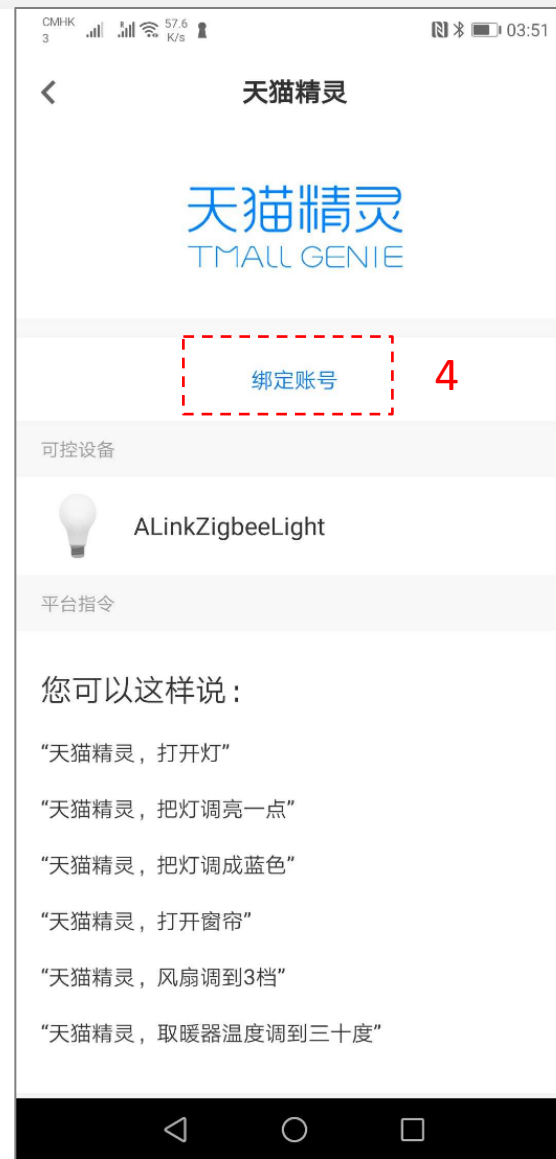 CMHK 57.6 03:51
3 K/s
天猫精灵
天猫精灵
TMALL GENIE
绑定账号 4
可控设备
ALinkZigbeeLight
平台指令
您可以这样说：
“天猫精灵，打开灯”
“天猫精灵，把灯调亮一点”
“天猫精灵，把灯调成蓝色”
“天猫精灵，打开窗帘”
“天猫精灵，风扇调到3档”
“天猫精灵，取暖器温度调到三十度”